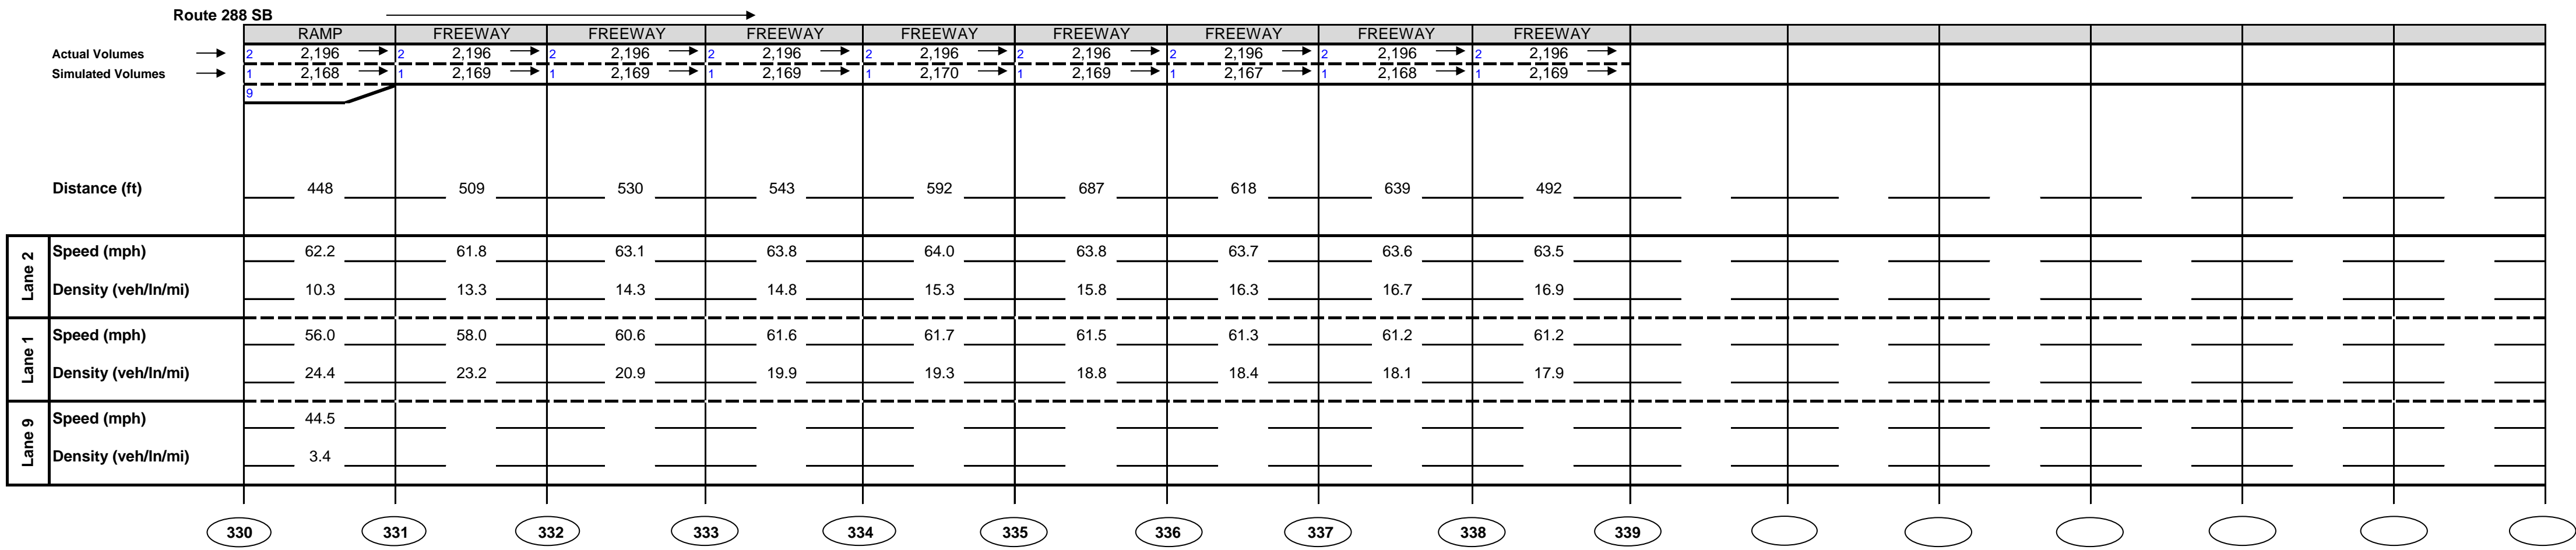 Route 288 SB
RAMP FREEWAY FREEWAY FREEWAY FREEWAY FREEWAY FREEWAY FREEWAY FREEWAY
Actual Volumes 2 2,196 2 2,196 2 2,196 2 2,196 2 2,196 2 2,196 2 2,196 2 2,196 2 2,196
Simulated Volumes 1 2,168 1 2,169 1 2,169 1 2,169 1 2,170 1 2,169 1 2,167 1 2,168 1 2,169
9
Distance (ft) 448 509 530 543 592 687 618 639 492
Lane 2
Speed (mph) 62.2 61.8 63.1 63.8 64.0 63.8 63.7 63.6 63.5
Density (veh/ln/mi) 10.3 13.3 14.3 14.8 15.3 15.8 16.3 16.7 16.9
Lane 1
Speed (mph) 56.0 58.0 60.6 61.6 61.7 61.5 61.3 61.2 61.2
Density (veh/ln/mi) 24.4 23.2 20.9 19.9 19.3 18.8 18.4 18.1 17.9
Lane 9
Speed (mph) 44.5
Density (veh/ln/mi) 3.4
330 331 332 333 334 335 336 337 338 339